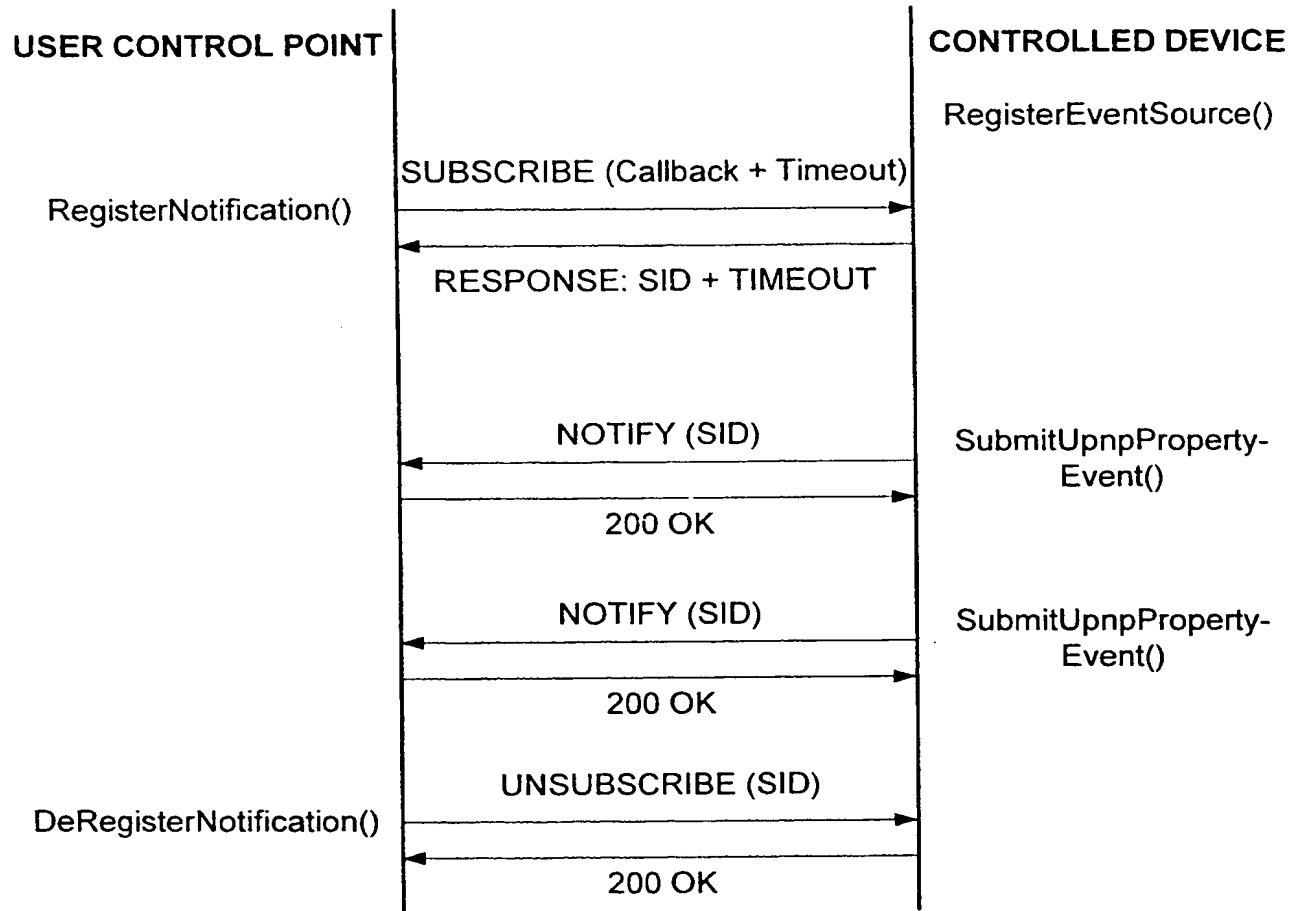 USER CONTROL POINT
CONTROLLED DEVICE
RegisterEventSource()
SUBSCRIBE (Callback + Timeout)
RegisterNotification()
RESPONSE: SID + TIMEOUT
NOTIFY (SID)
SubmitUpnpProperty-
Event()
200 OK
NOTIFY (SID)
SubmitUpnpProperty-
Event()
200 OK
UNSUBSCRIBE (SID)
DeRegisterNotification()
200 OK